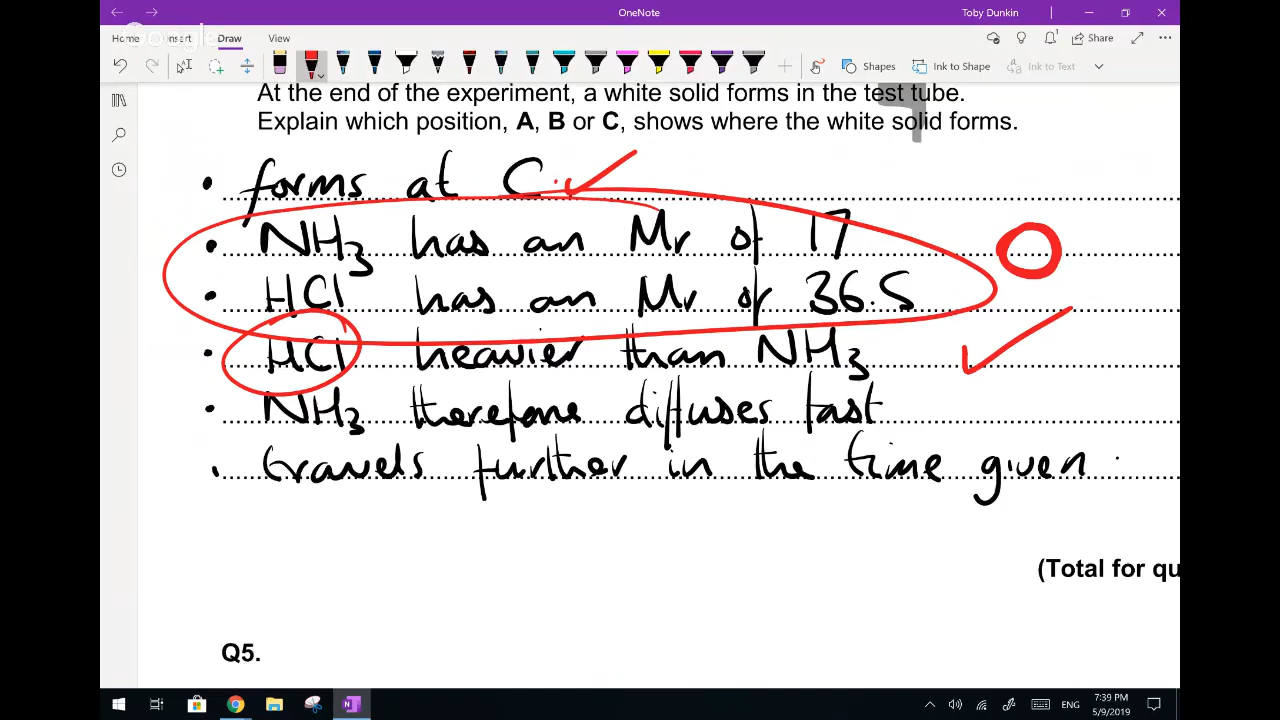 OneNote
Toby Dunkin
Google
Home
Insert
Draw
View
Share
Shapes
Ink to Shape
Ink to Text
At the end of the experiment, a white solid forms in the test tube.
Explain which position, A, B or C, shows where the white solid forms.
• forms at C.
• NH3 has an Mr of 17
• HCl has an Mr of 36.5
• HCl heavier than NH3
• NH3 therefore diffuses fast
• travels further in the time given.
(Total for qu
Q5.
ENG
7:39 PM
5/9/2019